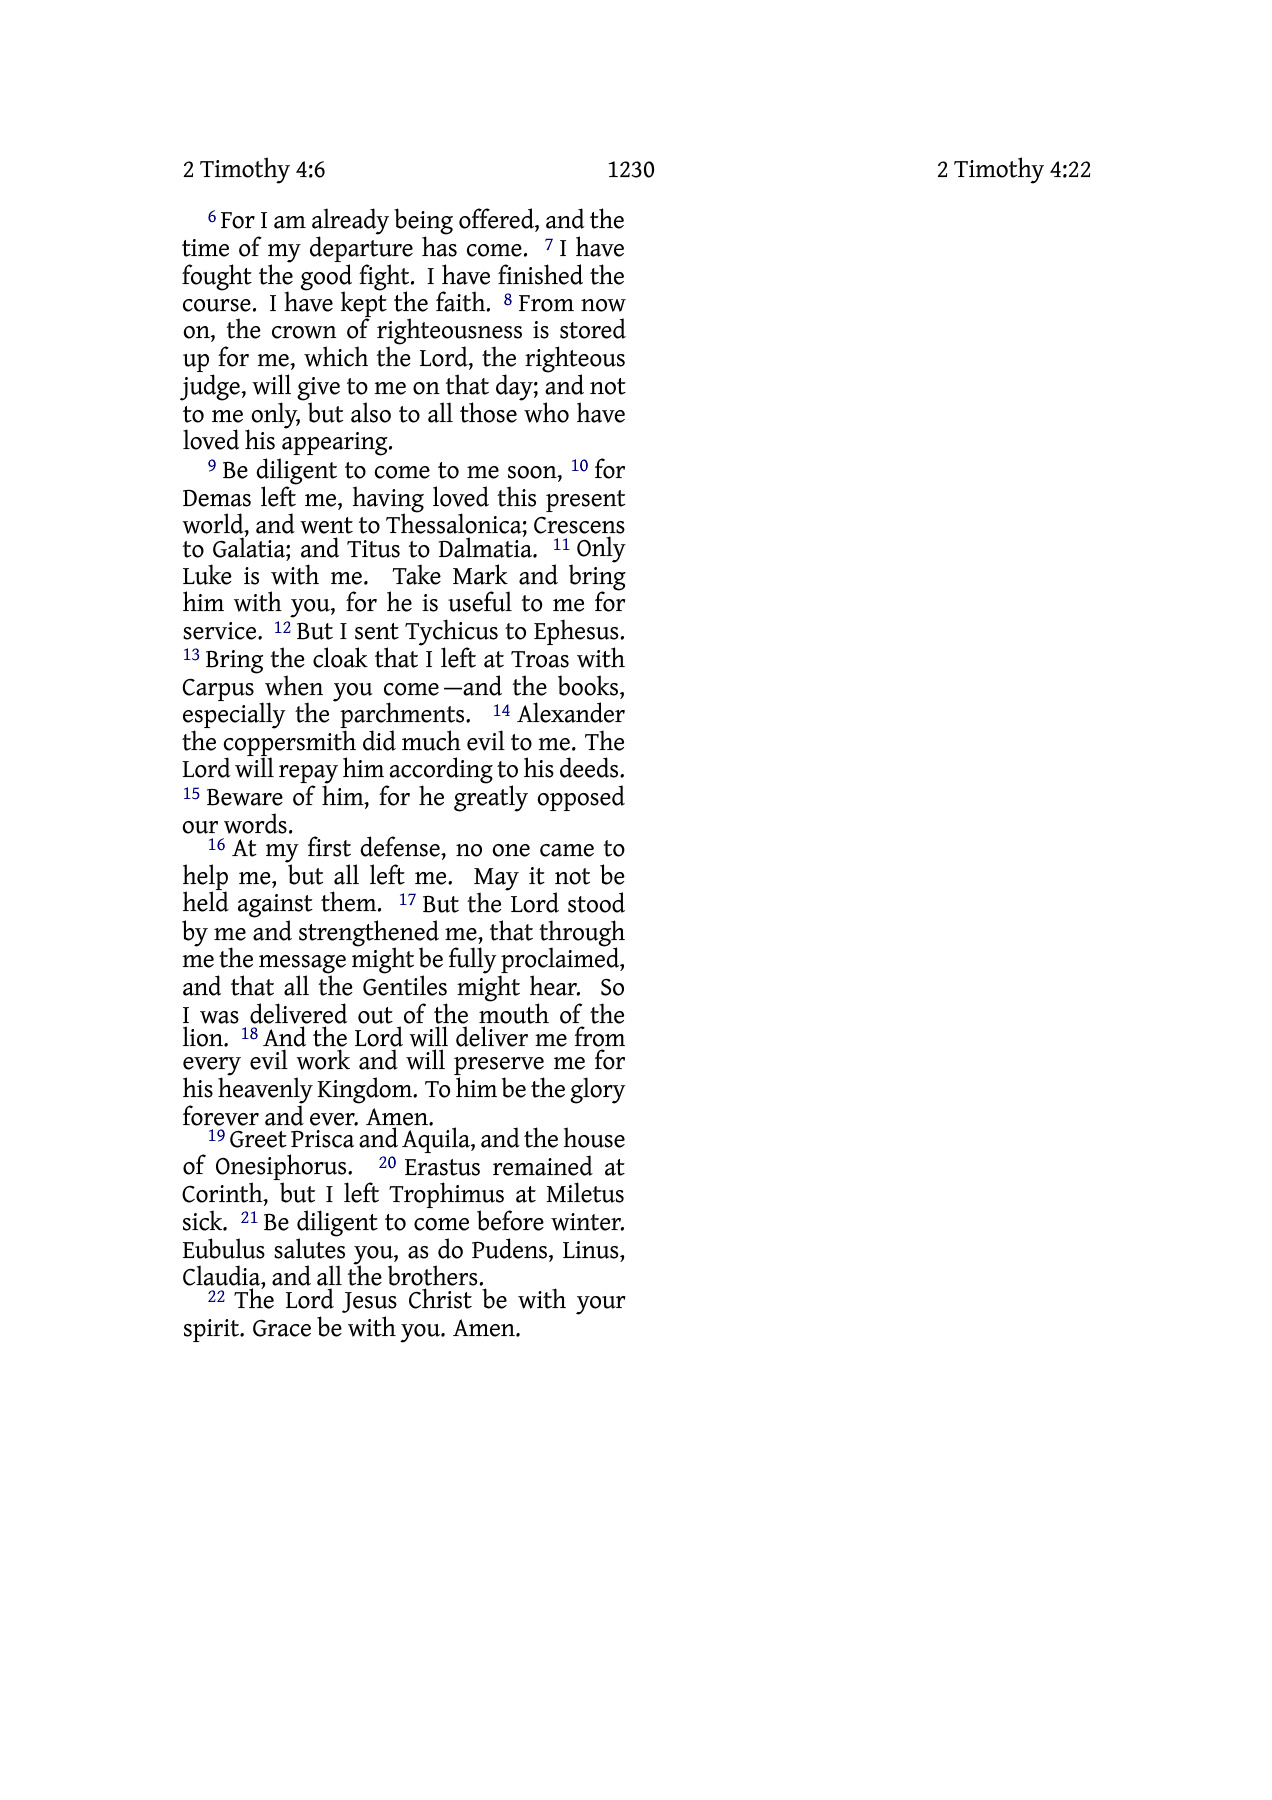 2 Timothy 4:6 1230 2 Timothy 4:22
6 For I am already being offered, and the
time of my departure has come. 7 I have
fought the good fight. I have finished the
course. I have kept the faith. 8 From now
on, the crown of righteousness is stored
up for me, which the Lord, the righteous
judge, will give to me on that day; and not
to me only, but also to all those who have
loved his appearing.
9 Be diligent to come to me soon, 10 for
Demas left me, having loved this present
world, and went to Thessalonica; Crescens
to Galatia; and Titus to Dalmatia. 11 Only
Luke is with me. Take Mark and bring
him with you, for he is useful to me for
service. 12 But I sent Tychicus to Ephesus.
13 Bring the cloak that I left at Troas with
Carpus when you come—and the books,
especially the parchments. 14 Alexander
the coppersmith did much evil to me. The
Lord will repay him according to his deeds.
15 Beware of him, for he greatly opposed
our words.
16 At my first defense, no one came to
help me, but all left me. May it not be
held against them. 17 But the Lord stood
by me and strengthened me, that through
me the message might be fully proclaimed,
and that all the Gentiles might hear. So
I was delivered out of the mouth of the
lion. 18 And the Lord will deliver me from
every evil work and will preserve me for
his heavenly Kingdom. To him be the glory
forever and ever. Amen.
19 Greet Prisca and Aquila, and the house
of Onesiphorus. 20 Erastus remained at
Corinth, but I left Trophimus at Miletus
sick. 21 Be diligent to come before winter.
Eubulus salutes you, as do Pudens, Linus,
Claudia, and all the brothers.
22 The Lord Jesus Christ be with your
spirit. Grace be with you. Amen.